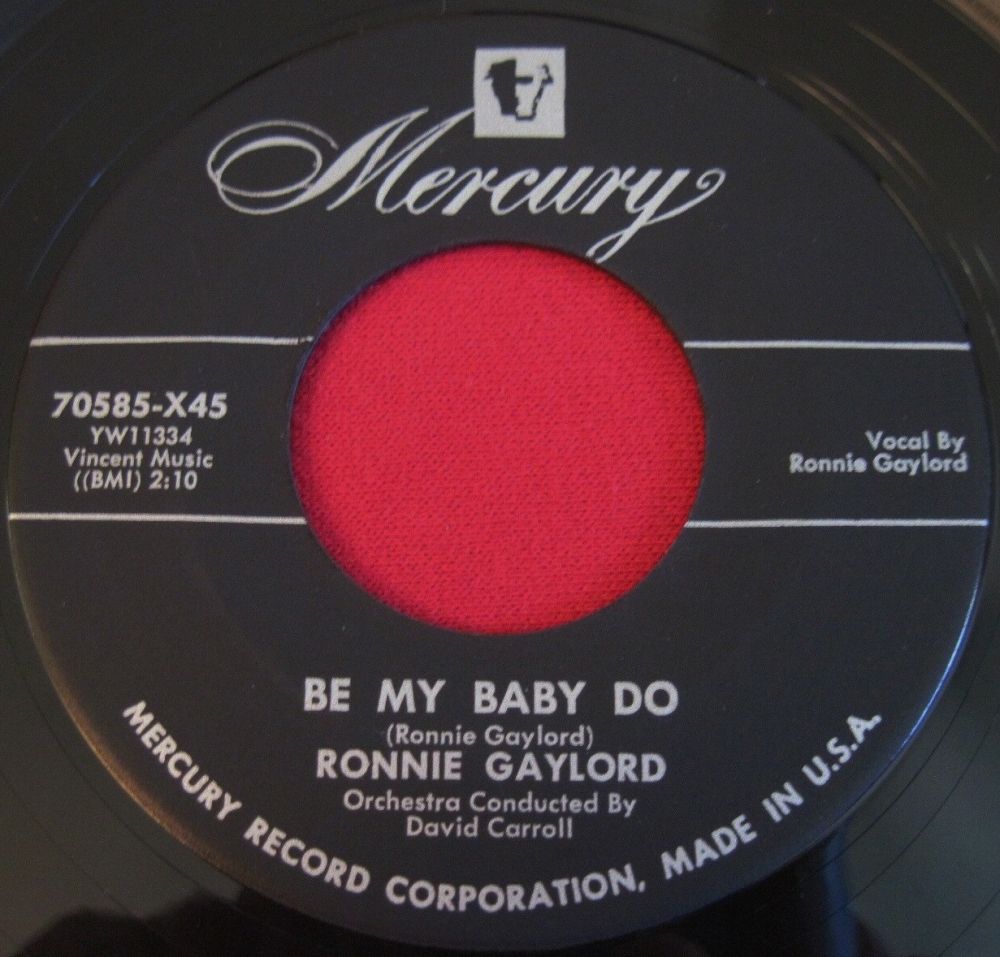 Mercury
70585-X45
YW11334
Vincent Music
((BMI) 2:10
Vocal By
Ronnie Gaylord
BE MY BABY DO
(Ronnie Gaylord)
RONNIE GAYLORD
Orchestra Conducted By
David Carroll
MERCURY RECORD CORPORATION, MADE IN U.S.A.